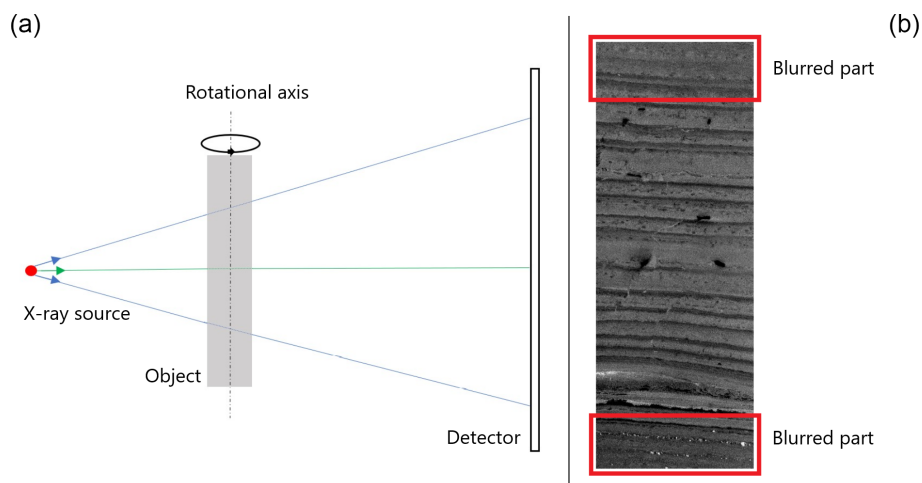 (a)
Rotational axis
X-ray source
Object
Detector
(b)
Blurred part
Blurred part